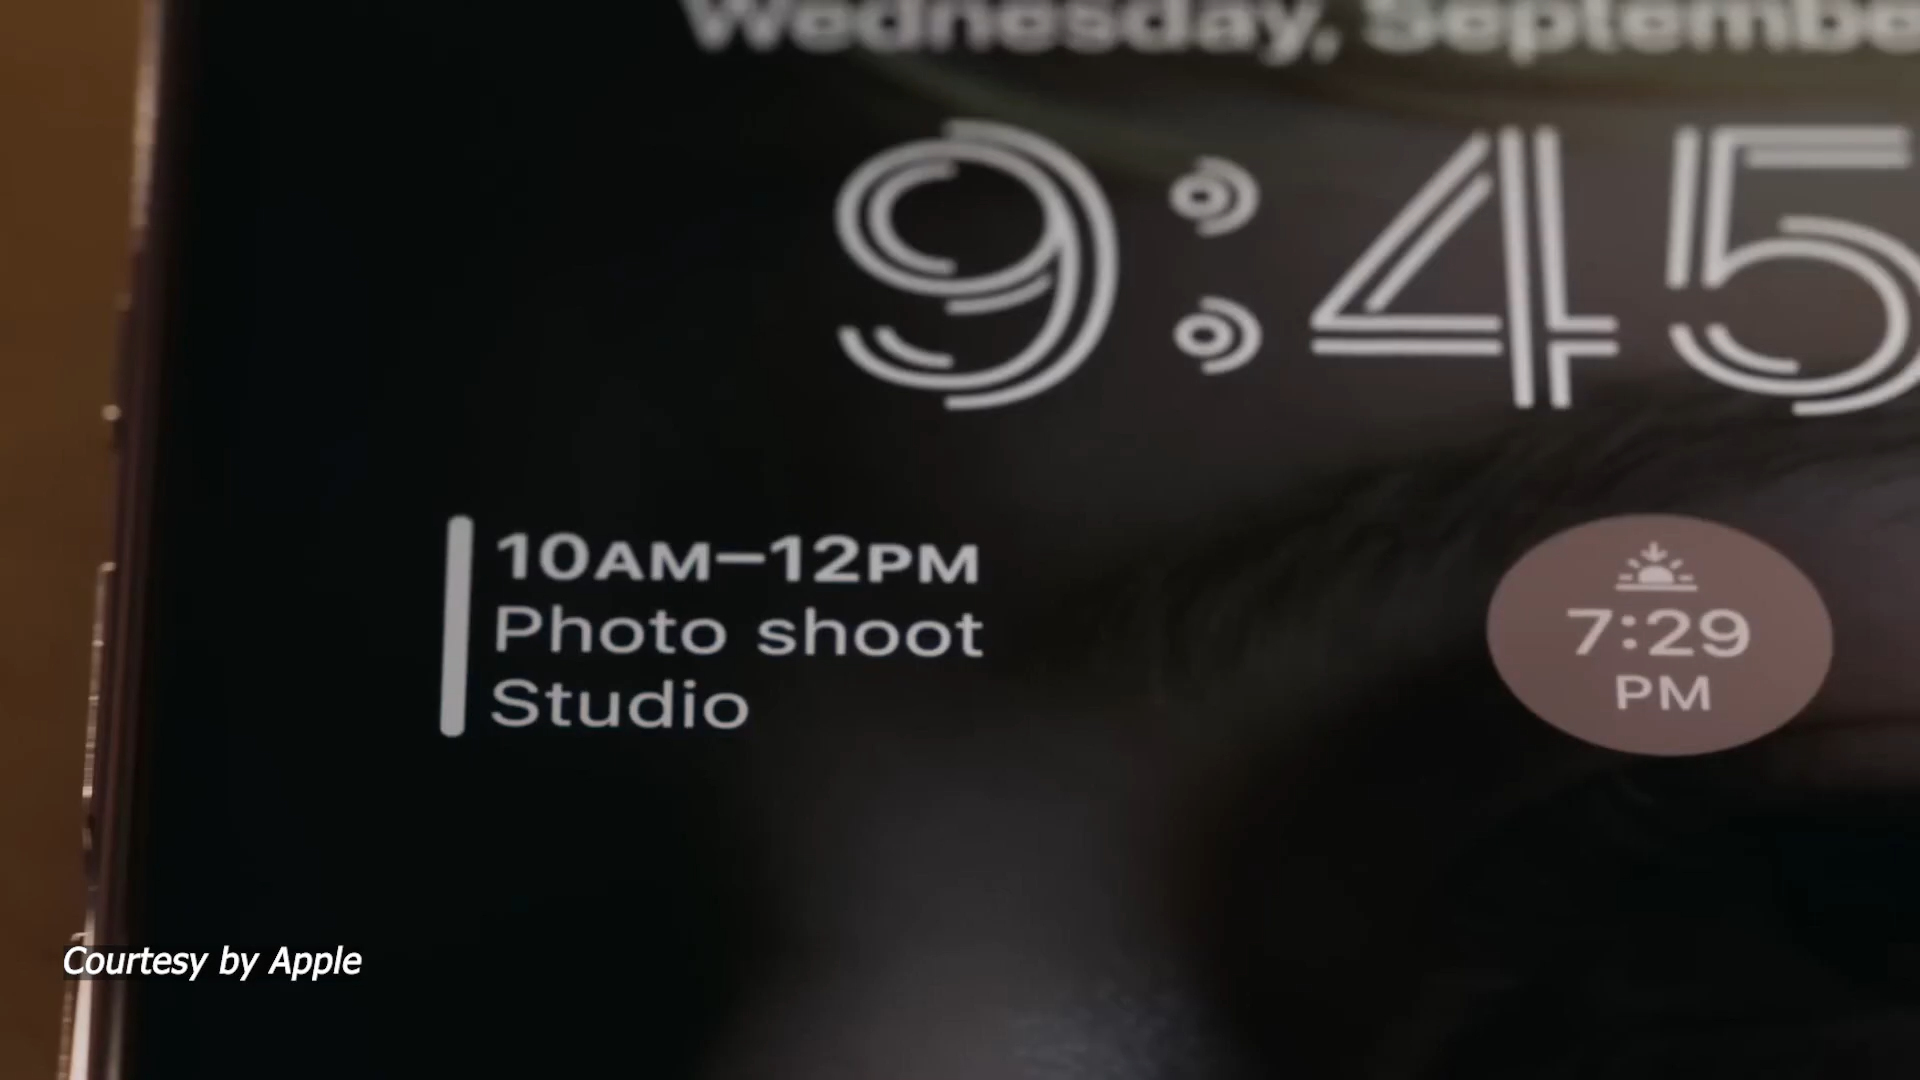 Wednesday, Septembe
9:45
10AM–12PM
Photo shoot
Studio
7:29
PM
Courtesy by Apple